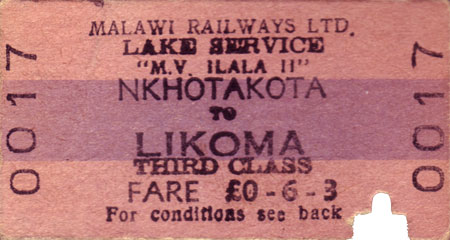 MALAWI RAILWAYS LTD.
LAKE SERVICE
"M.V. ILALA II"
NKHOTAKOTA
TO
LIKOMA
THIRD CLASS
FARE £0-6-3
For conditions see back
0017
0017